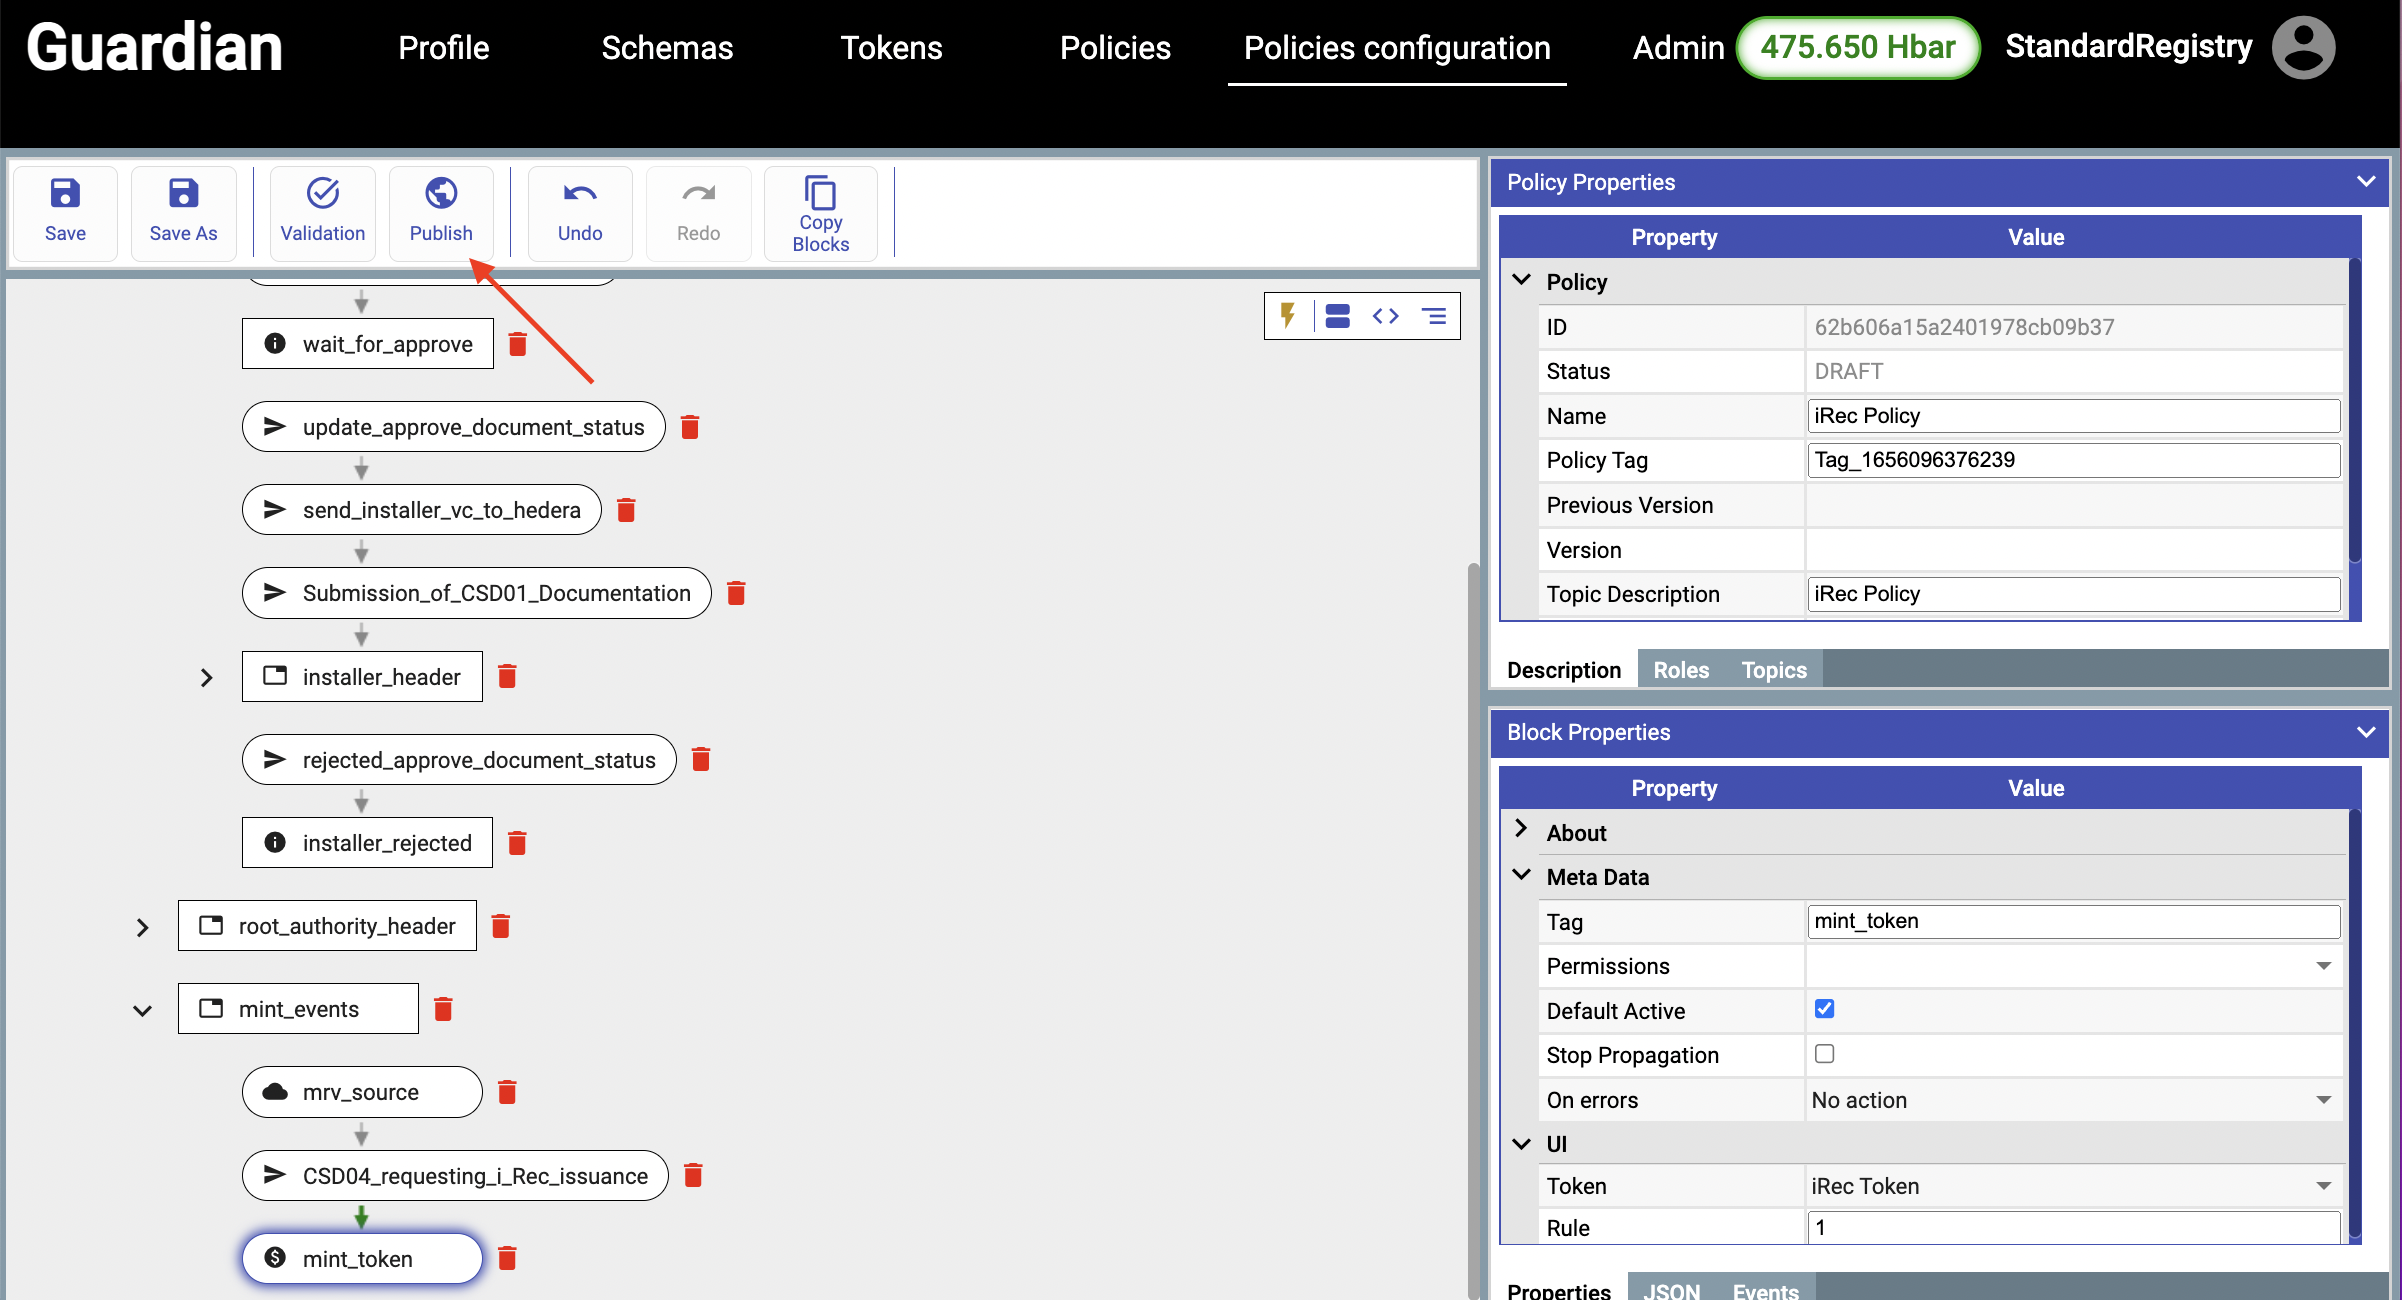 Guardian
Profile
Schemas
Tokens
Policies
Policies configuration
Admin
475.650 Hbar
StandardRegistry
Save
Save As
Validation
Publish
Undo
Redo
Copy
Blocks
wait_for_approve
update_approve_document_status
send_installer_vc_to_hedera
Submission_of_CSD01_Documentation
installer_header
rejected_approve_document_status
installer_rejected
root_authority_header
mint_events
mrv_source
CSD04_requesting_i_Rec_issuance
mint_token
Policy Properties
Property Value
Policy
ID 62b606a15a2401978cb09b37
Status DRAFT
Name iRec Policy
Policy Tag Tag_1656096376239
Previous Version
Version
Topic Description iRec Policy
Description Roles Topics
Block Properties
Property Value
About
Meta Data
Tag mint_token
Permissions
Default Active
Stop Propagation
On errors No action
UI
Token iRec Token
Rule 1
Properties JSON Events